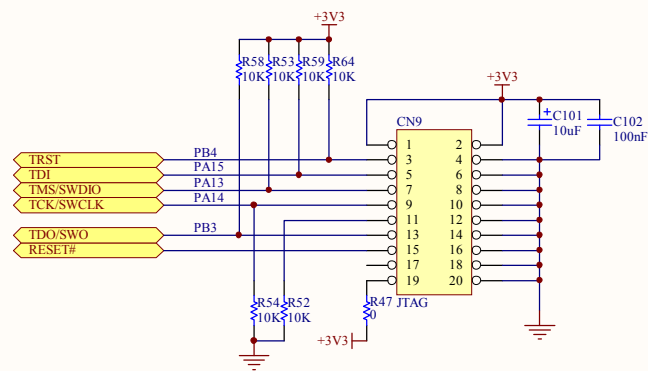 +3V3
R58 R53 R59 R64
10K 10K 10K 10K
+3V3
CN9
C101
10uF
C102
100nF
1 2
TRST PB4 3 4
TDI PA15 5 6
TMS/SWDIO PA13 7 8
TCK/SWCLK PA14 9 10
11 12
TDO/SWO PB3 13 14
RESET# 15 16
17 18
19 20
R54 R52 R47 JTAG
10K 10K 0
+3V3